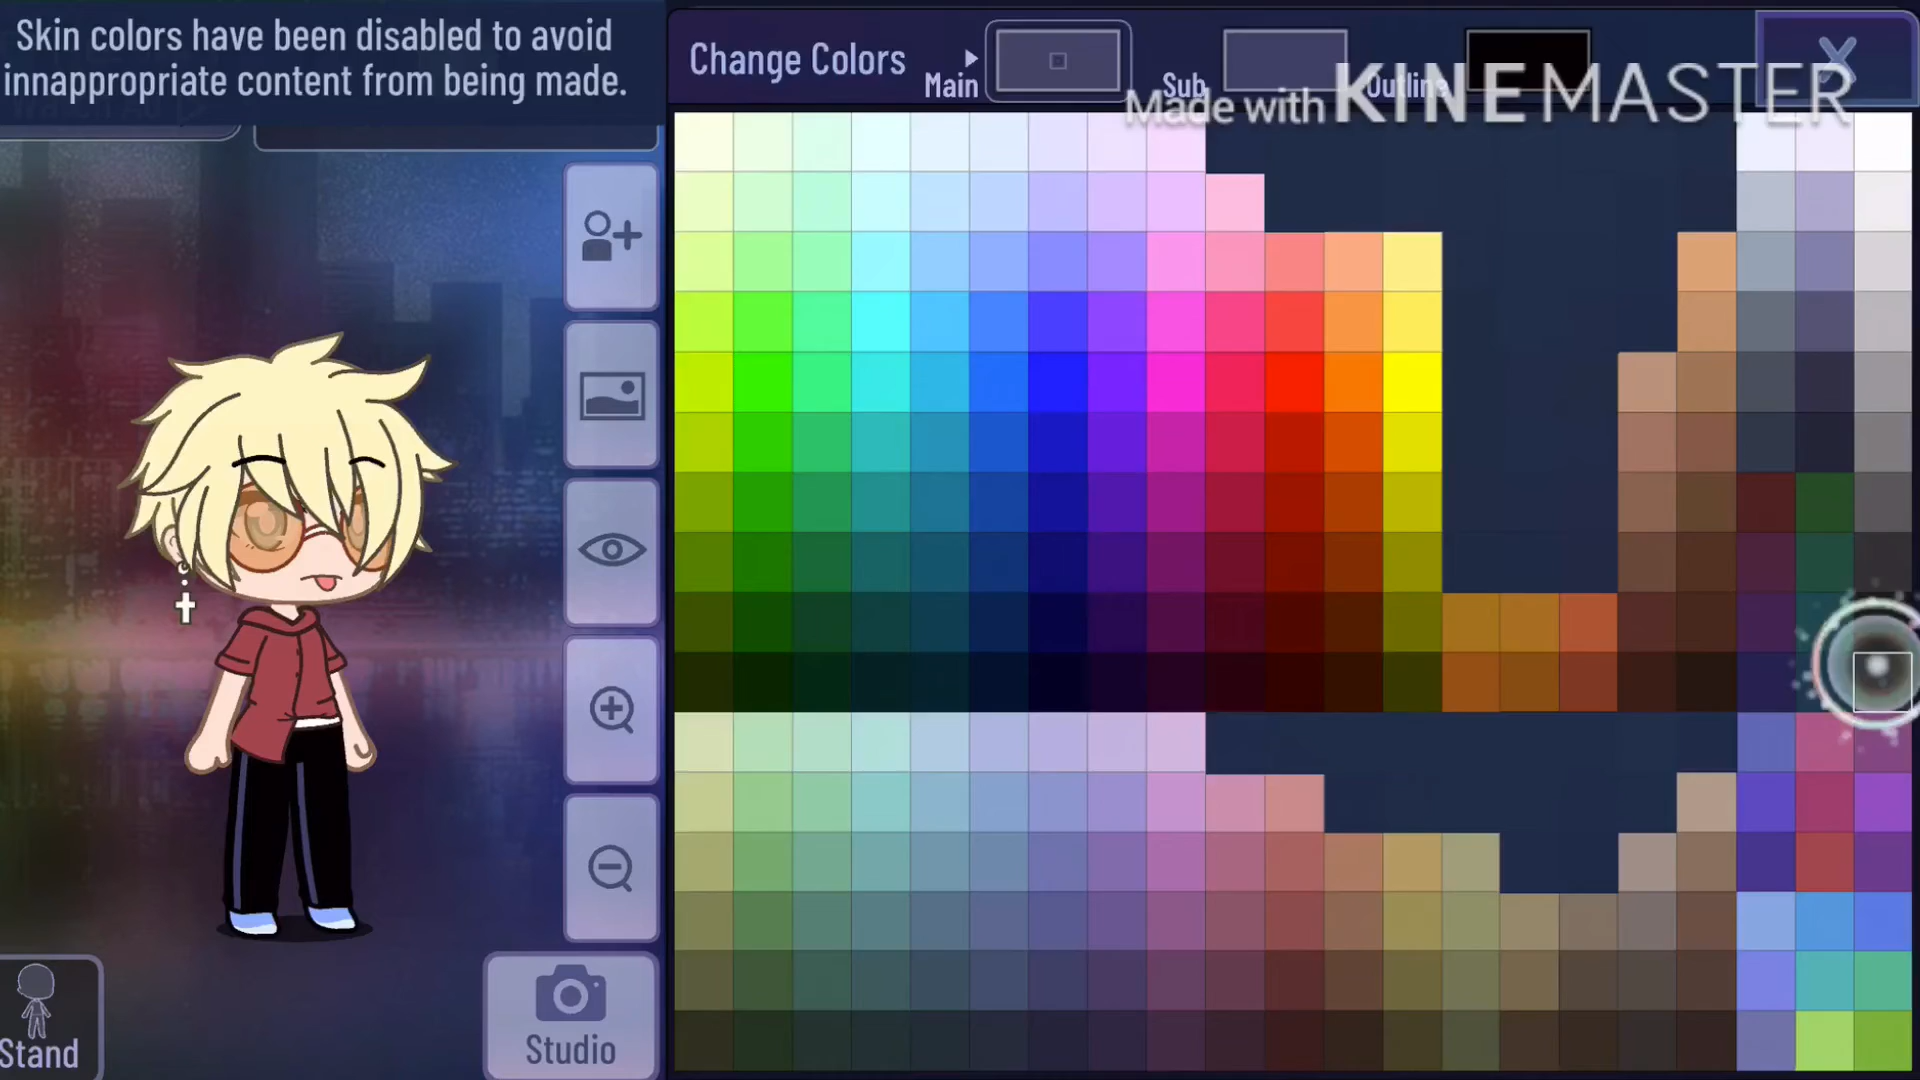 Skin colors have been disabled to avoid
innappropriate content from being made.
Change Colors
Main
Sub
Outline
X
Made with KINEMASTER
Stand
Studio